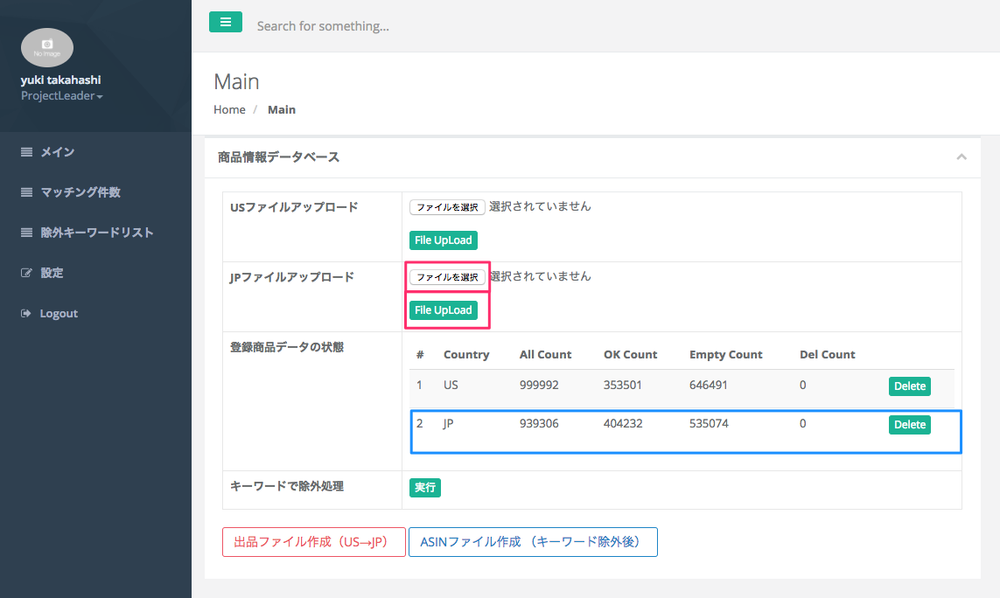 No Image
yuki takahashi
ProjectLeader
メイン
マッチング件数
除外キーワードリスト
設定
Logout
Search for something...
Main
Home / Main
商品情報データベース
USファイルアップロード
ファイルを選択 選択されていません
File UpLoad
JPファイルアップロード
ファイルを選択 選択されていません
File UpLoad
登録商品データの状態
# Country All Count OK Count Empty Count Del Count
1 US 999992 353501 646491 0 Delete
2 JP 939306 404232 535074 0 Delete
キーワードで除外処理
実行
出品ファイル作成（US→JP） ASINファイル作成 （キーワード除外後）